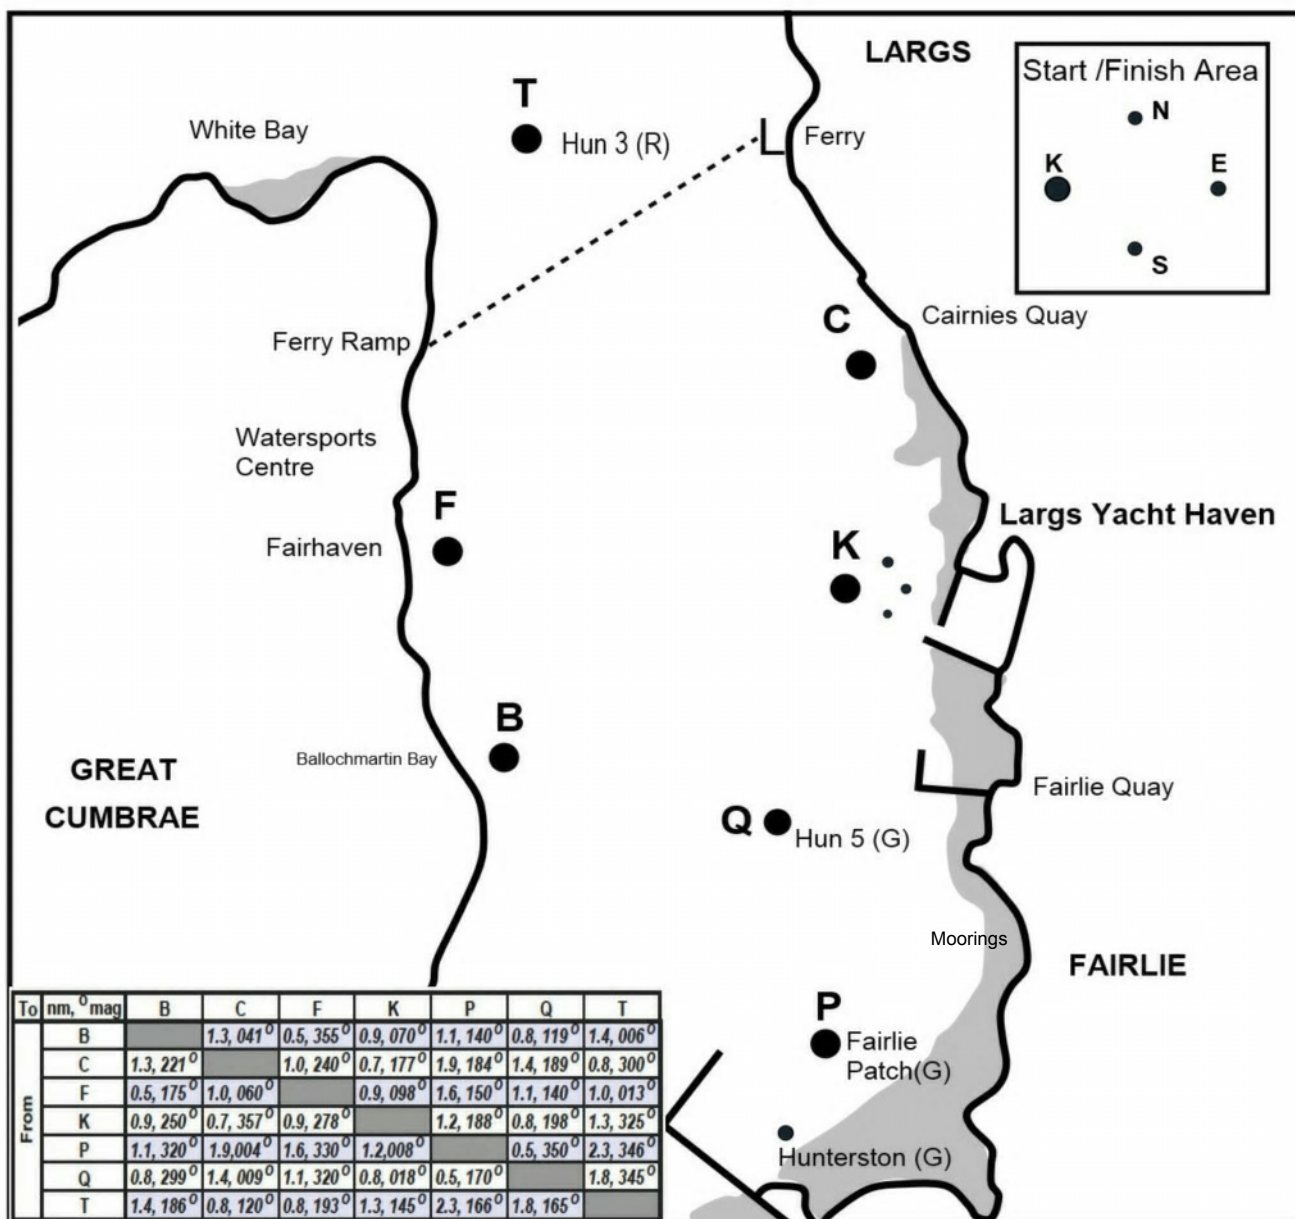 LARGS
Start /Finish Area
N
K
E
S
T
Hun 3 (R)
White Bay
Ferry
C
Cairnies Quay
Ferry Ramp
Watersports
Centre
F
Fairhaven
K
Largs Yacht Haven
B
Ballochmartin Bay
GREAT
CUMBRAE
Q
Hun 5 (G)
Fairlie Quay
Moorings
FAIRLIE
P
Fairlie
Patch(G)
Hunterston (G)
To nm, °mag B C F K P Q T
From
B 1.3, 041° 0.5, 355° 0.9, 070° 1.1, 140° 0.8, 119° 1.4, 006°
C 1.3, 221° 1.0, 240° 0.7, 177° 1.9, 184° 1.4, 189° 0.8, 300°
F 0.5, 175° 1.0, 060° 0.9, 098° 1.6, 150° 1.1, 140° 1.0, 013°
K 0.9, 250° 0.7, 357° 0.9, 278° 1.2, 188° 0.8, 198° 1.3, 325°
P 1.1, 320° 1.9,004° 1.6, 330° 1.2,008° 0.5, 350° 2.3, 346°
Q 0.8, 299° 1.4, 009° 1.1, 320° 0.8, 018° 0.5, 170° 1.8, 345°
T 1.4, 186° 0.8, 120° 0.8, 193° 1.3, 145° 2.3, 166° 1.8, 165°